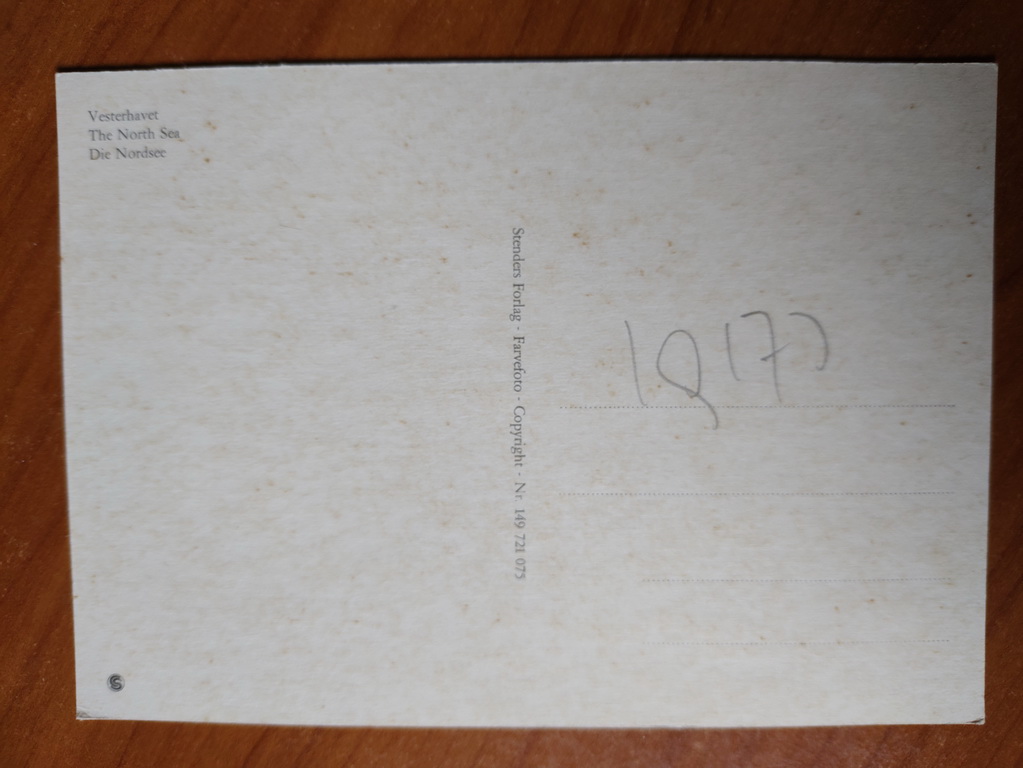 Vesterhavet
The North Sea
Die Nordsee
Stenders Forlag - Farvefoto - Copyright - Nr. 149 721 075